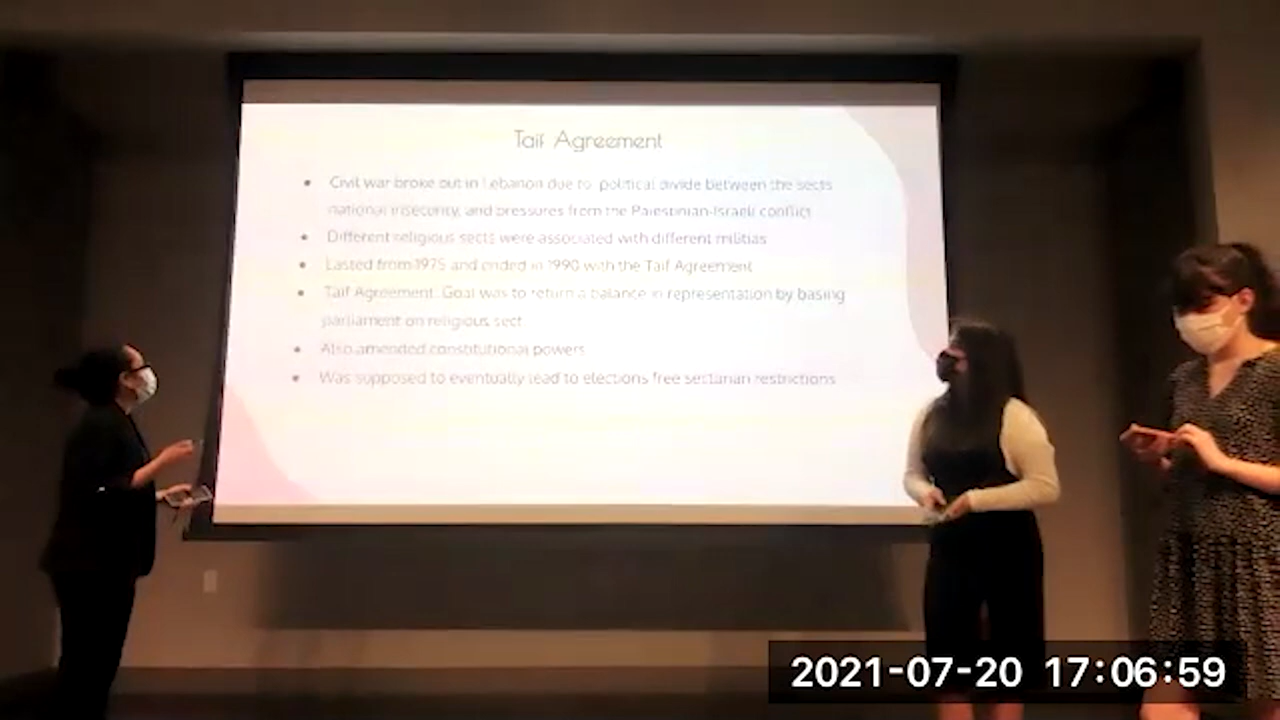 Taif Agreement
• Civil war broke out in Lebanon due to political divide between the sects
national insecurity, and pressures from the Palestinian-Israeli conflict
• Different religious sects were associated with different militias
• Lasted from 1975 and ended in 1990 with the Taif Agreement
• Taif Agreement: Goal was to return a balance in representation by basing
parliament on religious sect
• Also amended constitutional powers
• Was supposed to eventually lead to elections free sectarian restrictions
2021-07-20 17:06:59